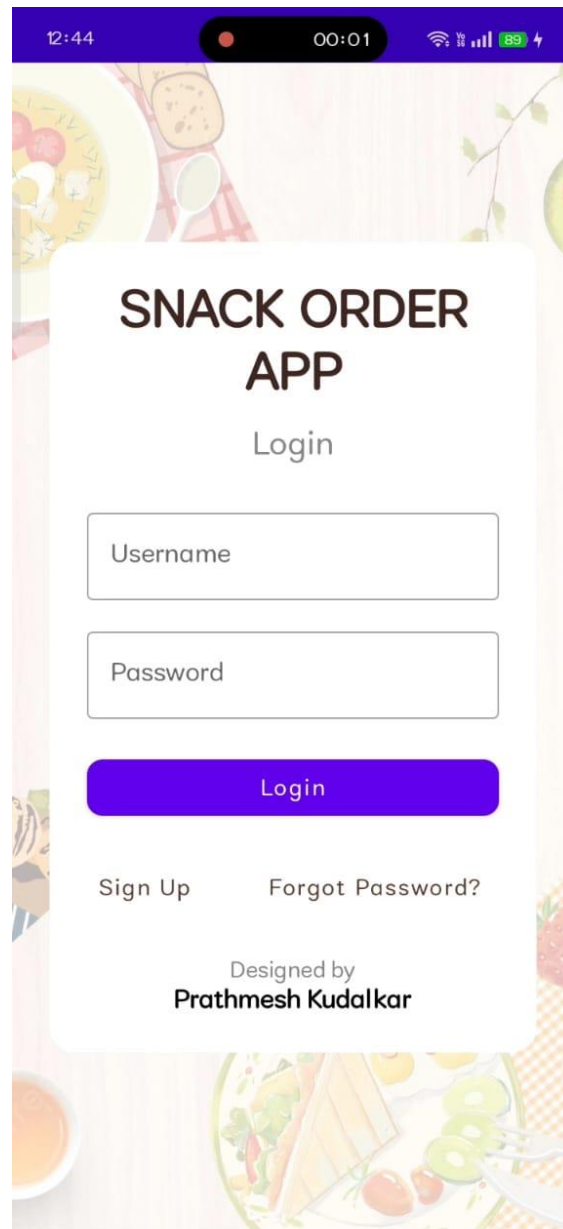 12:44
00:01
89
SNACK ORDER
APP
Login
Username
Password
Login
Sign Up
Forgot Password?
Designed by
Prathmesh Kudalkar